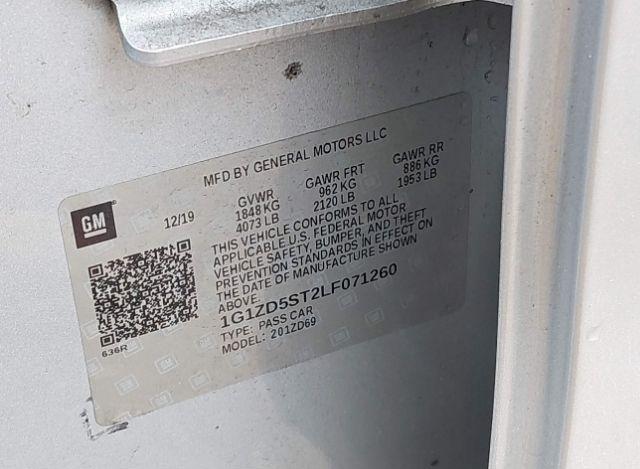 MFD BY GENERAL MOTORS LLC
GM
12/19
GVWR GAWR FRT GAWR RR
1848 KG 962 KG 886 KG
4073 LB 2120 LB 1953 LB
THIS VEHICLE CONFORMS TO ALL
APPLICABLE U.S. FEDERAL MOTOR
VEHICLE SAFETY, BUMPER, AND THEFT
PREVENTION STANDARDS IN EFFECT ON
THE DATE OF MANUFACTURE SHOWN
ABOVE.
1G1ZD5ST2LF071260
TYPE: PASS CAR
MODEL: 201ZD69
636R